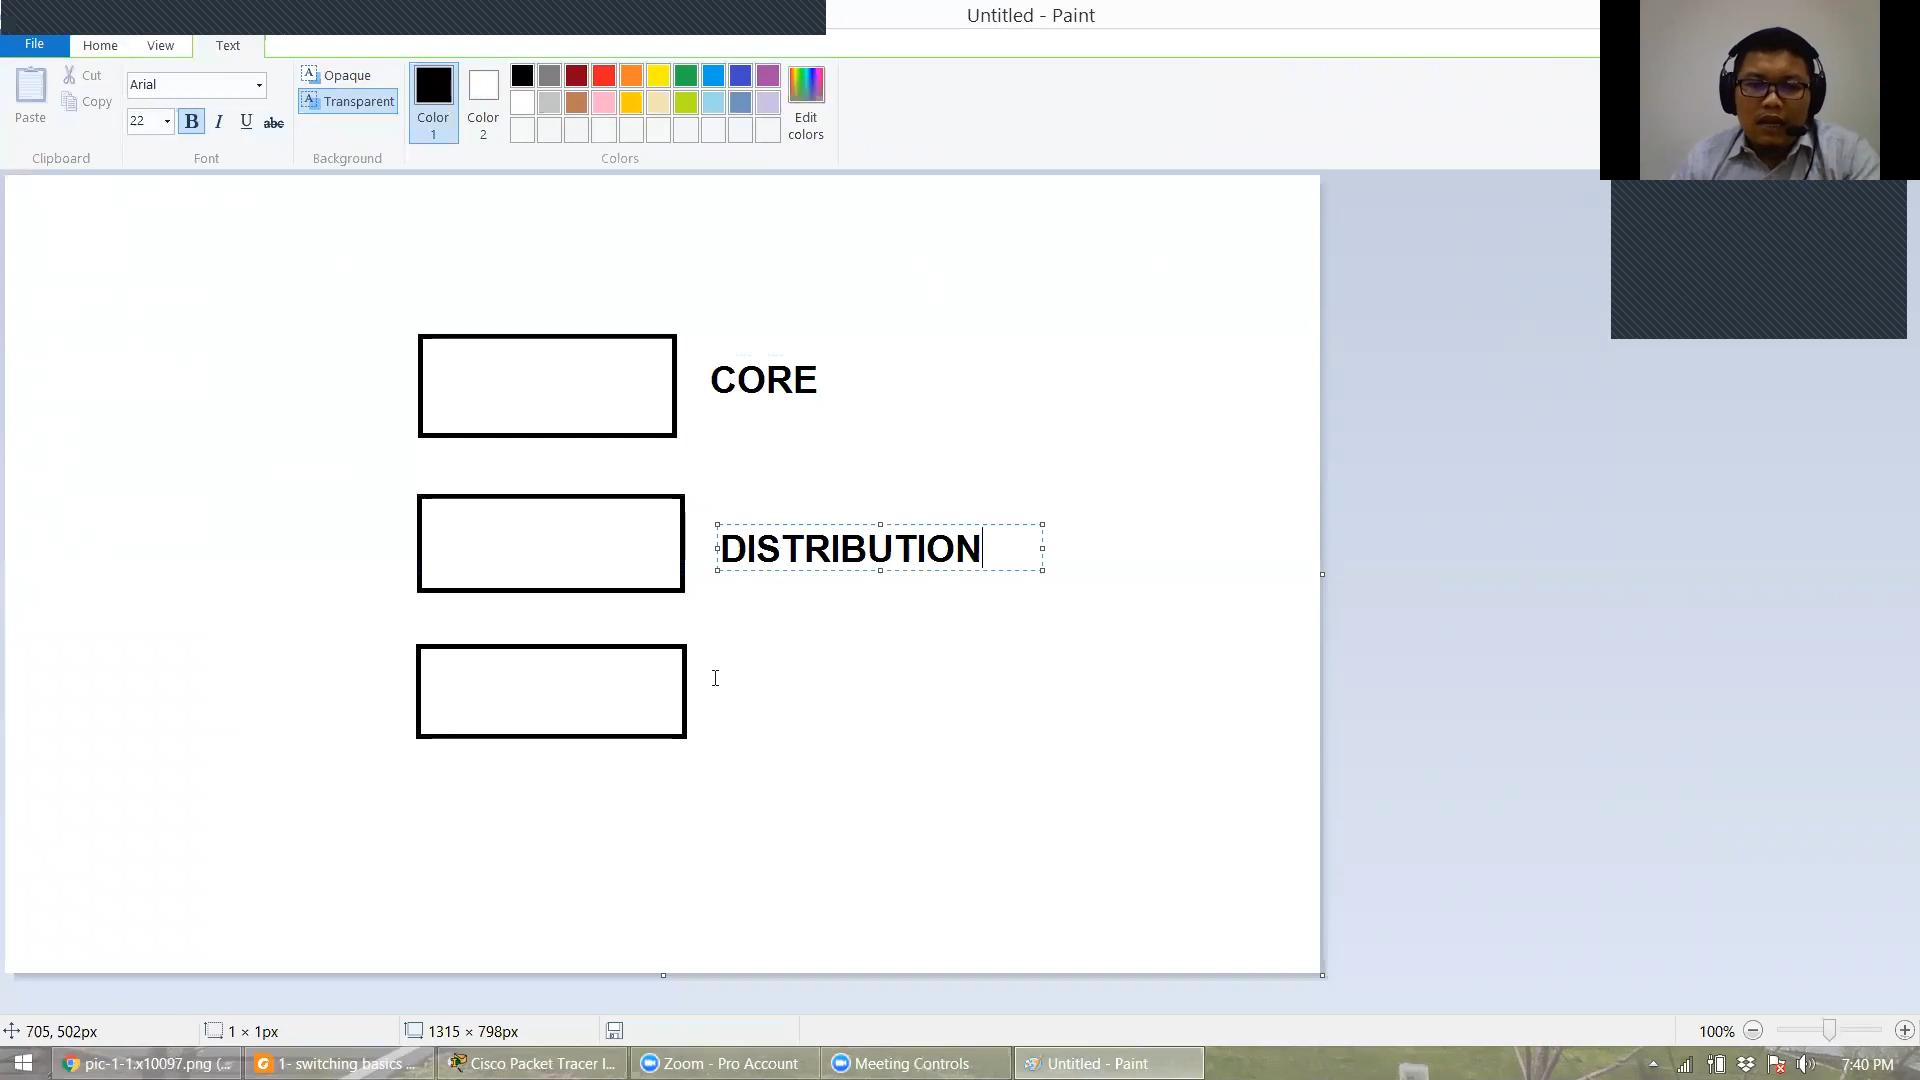 Untitled - Paint
File Home View Text
Paste
Cut
Copy
Clipboard
Arial
22 B I U abc
Font
Opaque
Transparent
Background
Color 1
Color 2
Edit colors
Colors
CORE
DISTRIBUTION
705, 502px
1 × 1px
1315 × 798px
100%
pic-1-1.x10097.png (...
1- switching basics ...
Cisco Packet Tracer I...
Zoom - Pro Account
Meeting Controls
Untitled - Paint
7:40 PM